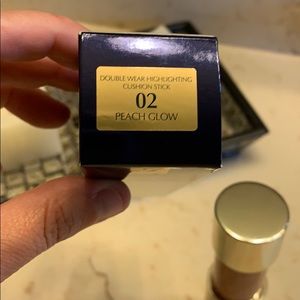 DOUBLE WEAR HIGHLIGHTING
CUSHION STICK
02
PEACH GLOW